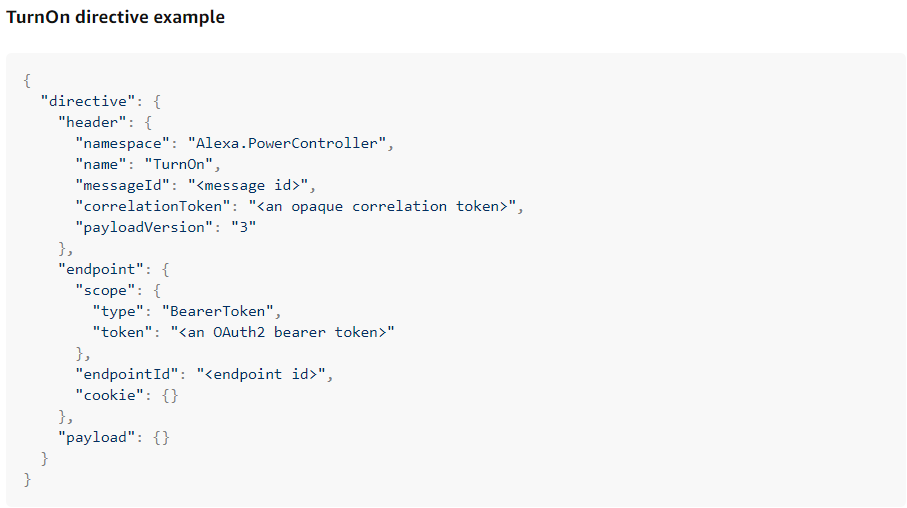 TurnOn directive example
{
  "directive": {
    "header": {
      "namespace": "Alexa.PowerController",
      "name": "TurnOn",
      "messageId": "<message id>",
      "correlationToken": "<an opaque correlation token>",
      "payloadVersion": "3"
    },
    "endpoint": {
      "scope": {
        "type": "BearerToken",
        "token": "<an OAuth2 bearer token>"
      },
      "endpointId": "<endpoint id>",
      "cookie": {}
    },
    "payload": {}
  }
}